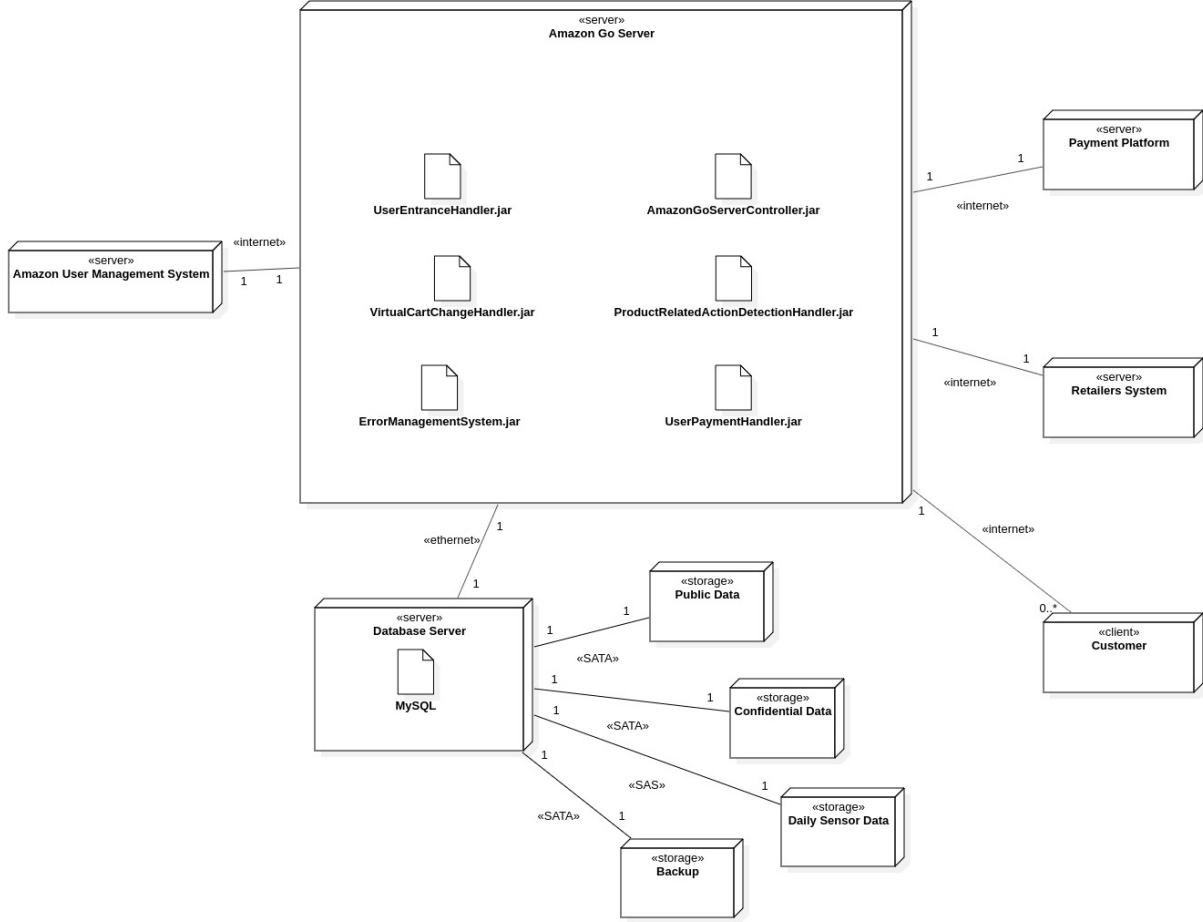 «server»
Amazon Go Server
UserEntranceHandler.jar
AmazonGoServerController.jar
VirtualCartChangeHandler.jar
ProductRelatedActionDetectionHandler.jar
ErrorManagementSystem.jar
UserPaymentHandler.jar
«server»
Payment Platform
1
1
«internet»
«internet»
«server»
Amazon User Management System
1
1
1
1
«internet»
«server»
Retailers System
1
«internet»
0..*
«client»
Customer
1
«ethernet»
1
«server»
Database Server
MySQL
«storage»
Public Data
1
1
«SATA»
1
1
«storage»
Confidential Data
«SATA»
1
1
«SAS»
«storage»
Daily Sensor Data
1
1
«SATA»
«storage»
Backup